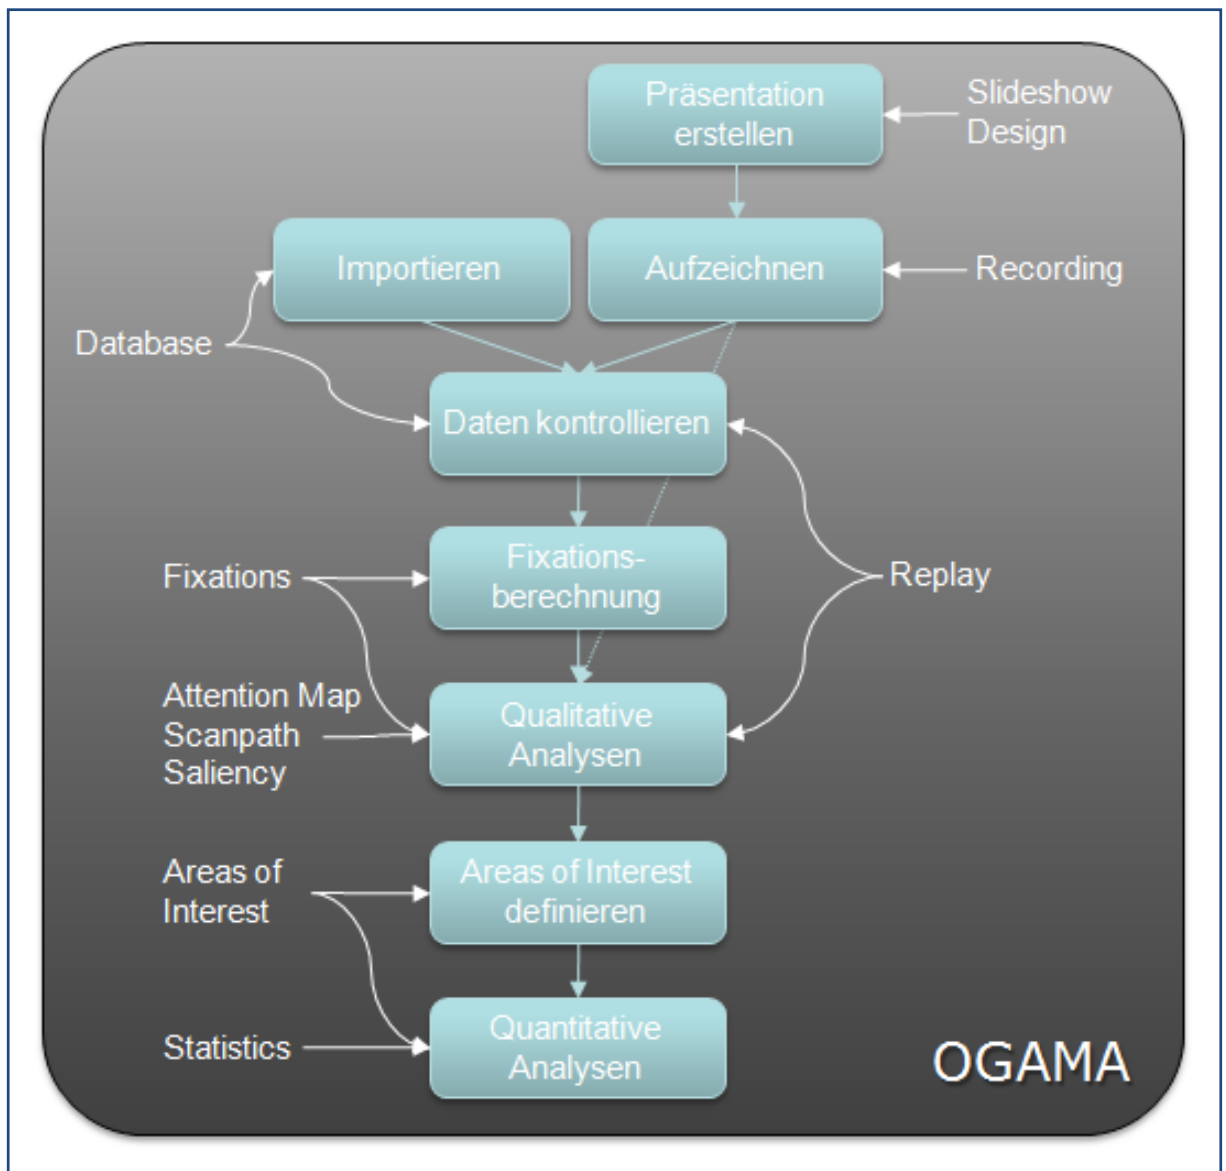 Präsentation
erstellen
Slideshow
Design
Importieren
Aufzeichnen
Recording
Database
Daten kontrollieren
Fixations
Fixations-
berechnung
Replay
Attention Map
Scanpath
Saliency
Qualitative
Analysen
Areas of
Interest
Areas of Interest
definieren
Statistics
Quantitative
Analysen
OGAMA